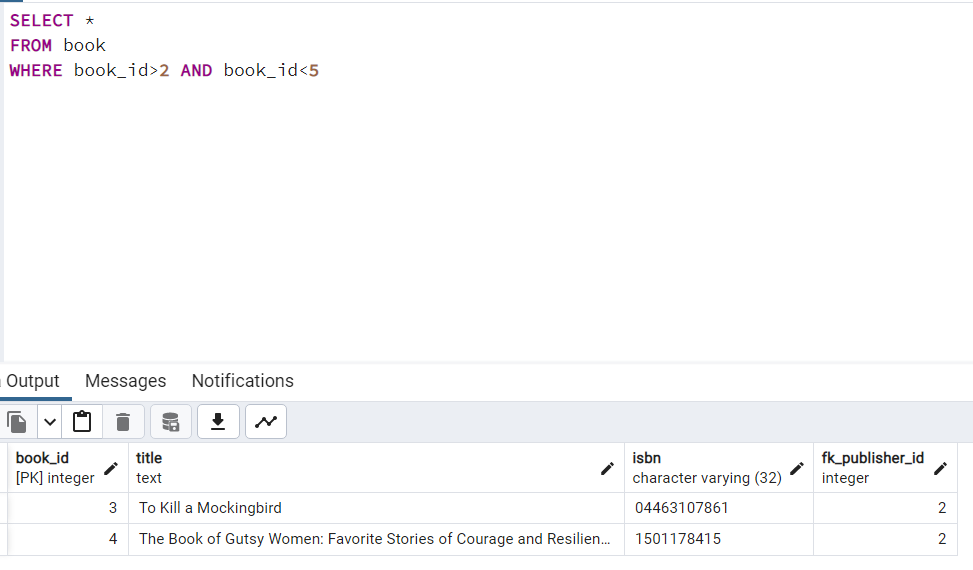 SELECT *
FROM book
WHERE book_id>2 AND book_id<5
Output Messages Notifications
book_id title isbn fk_publisher_id
[PK] integer text character varying (32) integer
3 To Kill a Mockingbird 04463107861 2
4 The Book of Gutsy Women: Favorite Stories of Courage and Resilien... 1501178415 2